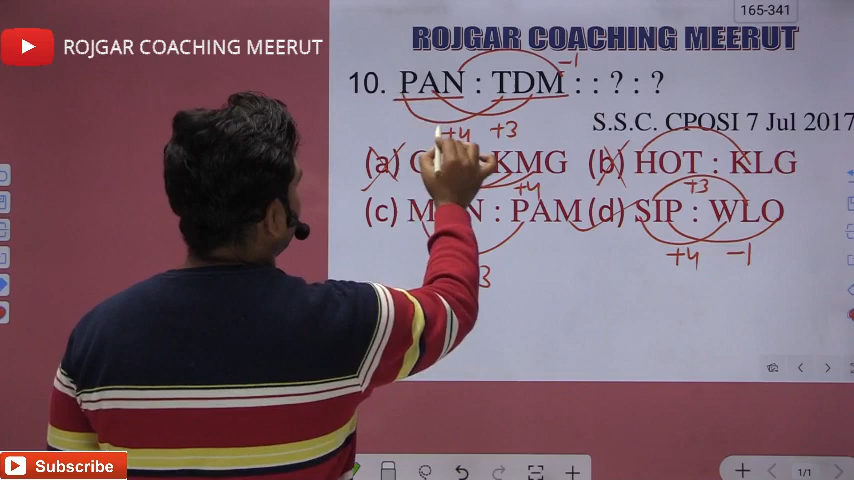 165-341
ROJGAR COACHING MEERUT
ROJGAR COACHING MEERUT
10. PAN : TDM : : ? : ?
-1
+4 +3
S.S.C. CPOSI 7 Jul 2017
(a) KMG (b) HOT : KLG
+4 +3
(c) PAM (d) SIP : WLO
3 +4 -1
Subscribe
1/1